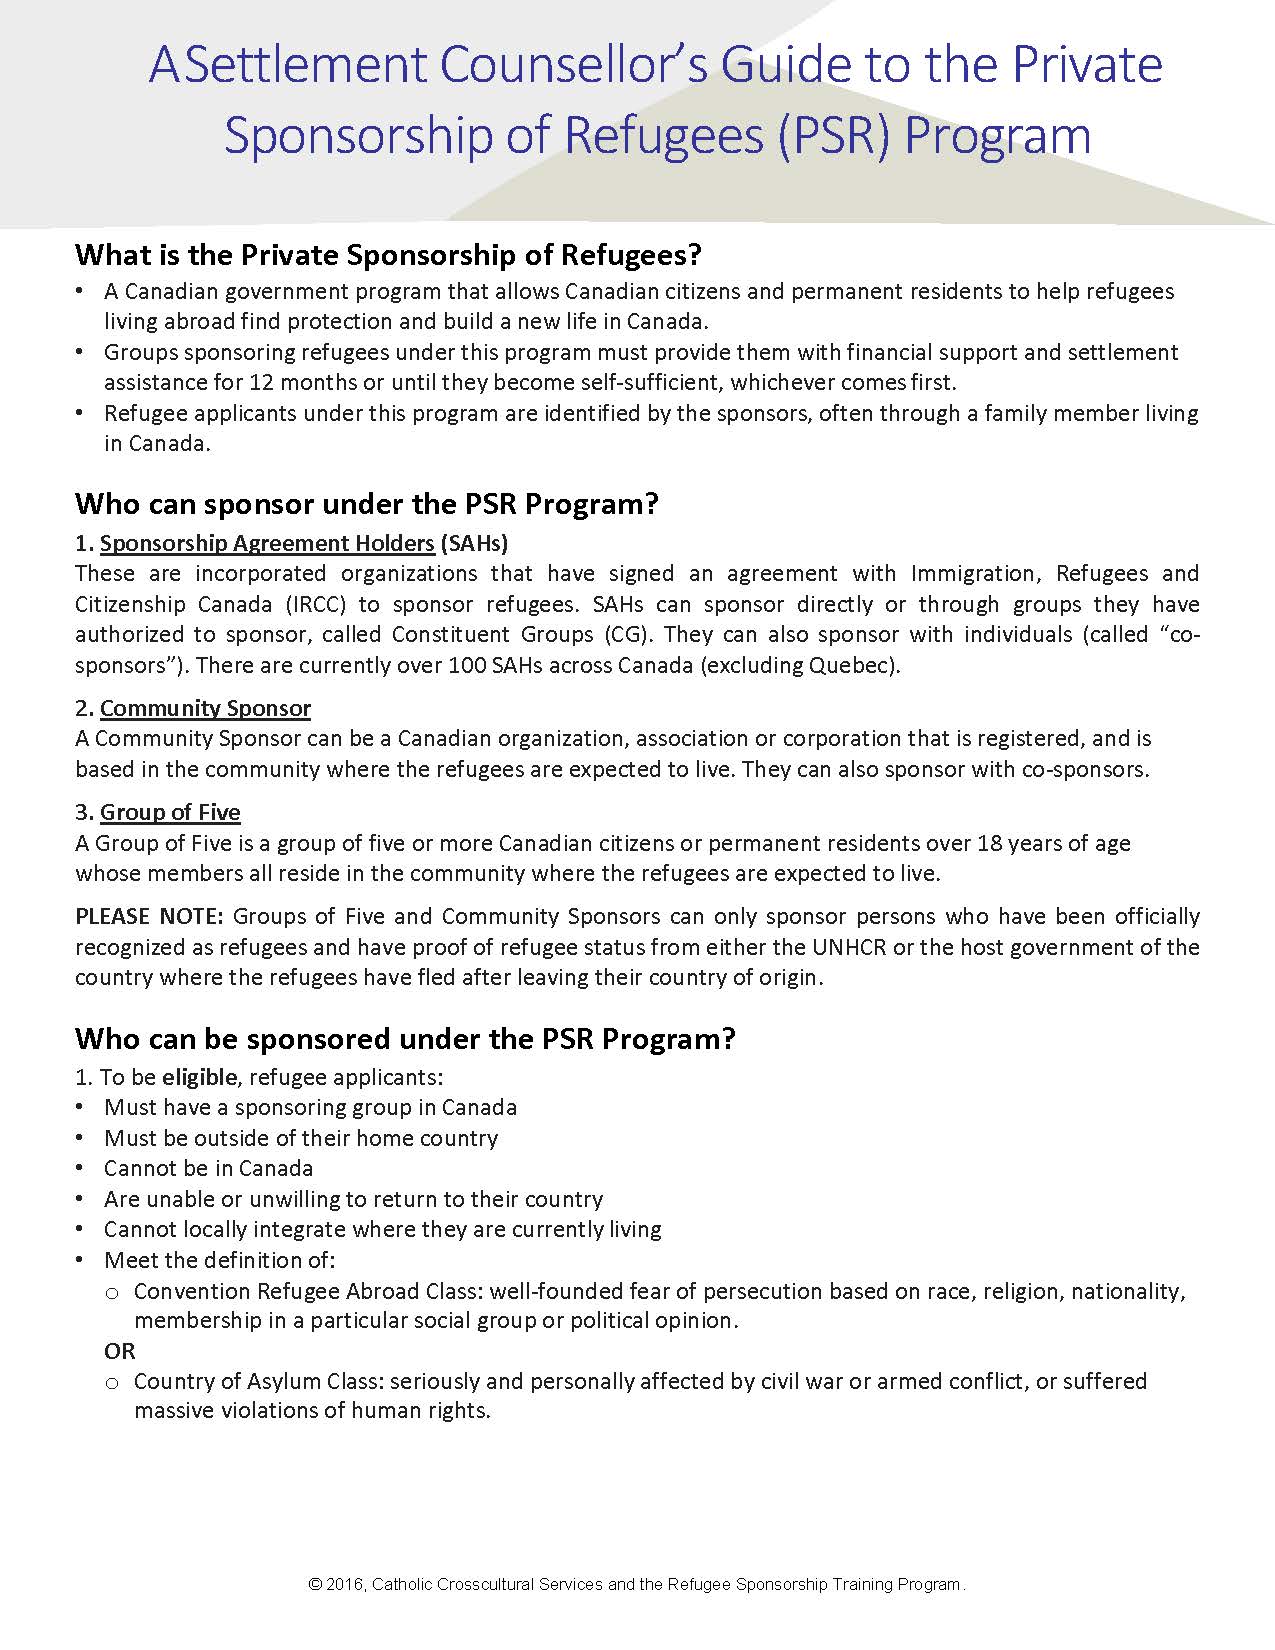 A Settlement Counsellor's Guide to the Private
Sponsorship of Refugees (PSR) Program
What is the Private Sponsorship of Refugees?
• A Canadian government program that allows Canadian citizens and permanent residents to help refugees
living abroad find protection and build a new life in Canada.
• Groups sponsoring refugees under this program must provide them with financial support and settlement
assistance for 12 months or until they become self-sufficient, whichever comes first.
• Refugee applicants under this program are identified by the sponsors, often through a family member living
in Canada.
Who can sponsor under the PSR Program?
1. Sponsorship Agreement Holders (SAHs)
These are incorporated organizations that have signed an agreement with Immigration, Refugees and
Citizenship Canada (IRCC) to sponsor refugees. SAHs can sponsor directly or through groups they have
authorized to sponsor, called Constituent Groups (CG). They can also sponsor with individuals (called “co-
sponsors”). There are currently over 100 SAHs across Canada (excluding Quebec).
2. Community Sponsor
A Community Sponsor can be a Canadian organization, association or corporation that is registered, and is
based in the community where the refugees are expected to live. They can also sponsor with co-sponsors.
3. Group of Five
A Group of Five is a group of five or more Canadian citizens or permanent residents over 18 years of age
whose members all reside in the community where the refugees are expected to live.
PLEASE NOTE: Groups of Five and Community Sponsors can only sponsor persons who have been officially
recognized as refugees and have proof of refugee status from either the UNHCR or the host government of the
country where the refugees have fled after leaving their country of origin.
Who can be sponsored under the PSR Program?
1. To be eligible, refugee applicants:
• Must have a sponsoring group in Canada
• Must be outside of their home country
• Cannot be in Canada
• Are unable or unwilling to return to their country
• Cannot locally integrate where they are currently living
• Meet the definition of:
o Convention Refugee Abroad Class: well-founded fear of persecution based on race, religion, nationality,
membership in a particular social group or political opinion.
OR
o Country of Asylum Class: seriously and personally affected by civil war or armed conflict, or suffered
massive violations of human rights.
© 2016, Catholic Crosscultural Services and the Refugee Sponsorship Training Program.